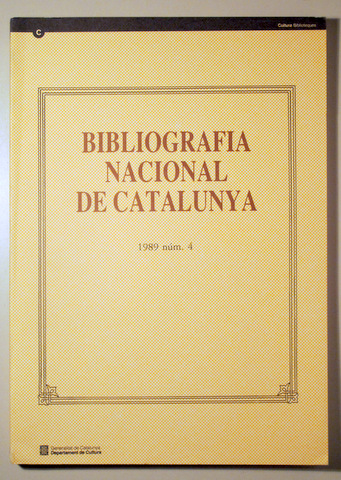 C
Cultura Biblioteques
BIBLIOGRAFIA
NACIONAL
DE CATALUNYA
1989 núm. 4
Generalitat de Catalunya
Departament de Cultura